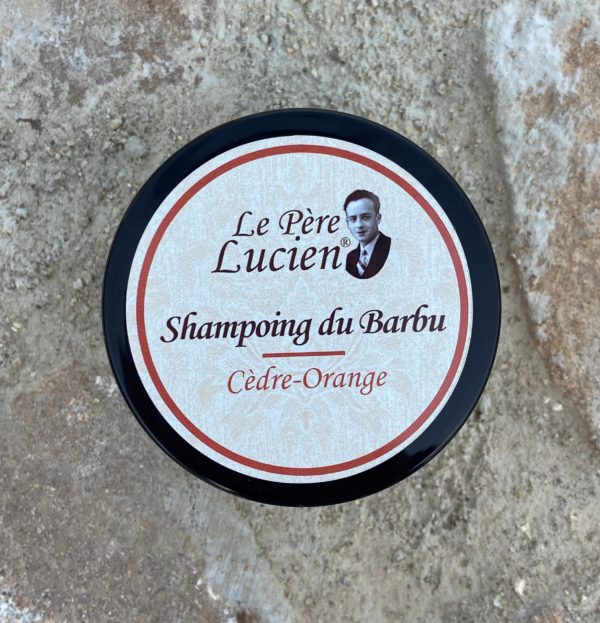 Le Père
Lucien®
Shampoing du Barbu
Cèdre-Orange